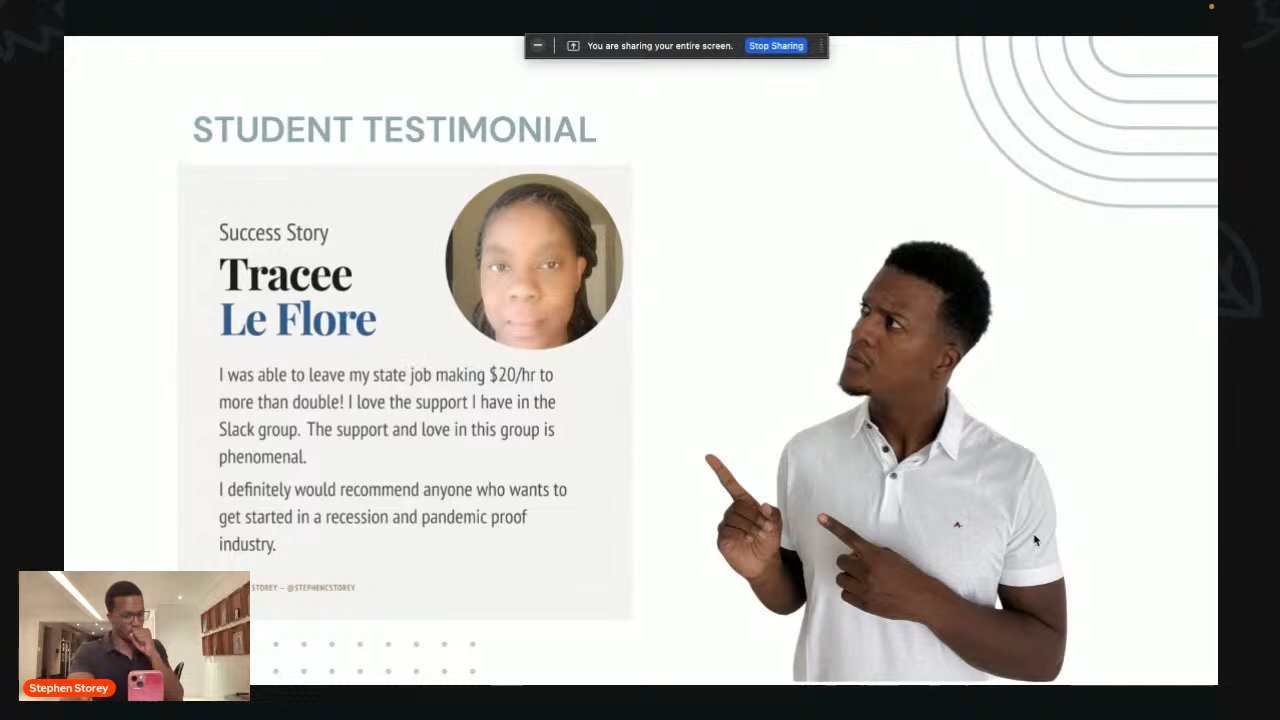 You are sharing your entire screen.
Stop Sharing
STUDENT TESTIMONIAL
Success Story
Tracee
Le Flore
I was able to leave my state job making $20/hr to
more than double! I love the support I have in the
Slack group. The support and love in this group is
phenomenal.
I definitely would recommend anyone who wants to
get started in a recession and pandemic proof
industry.
STOREY – @STEPHENCSTOREY
Stephen Storey